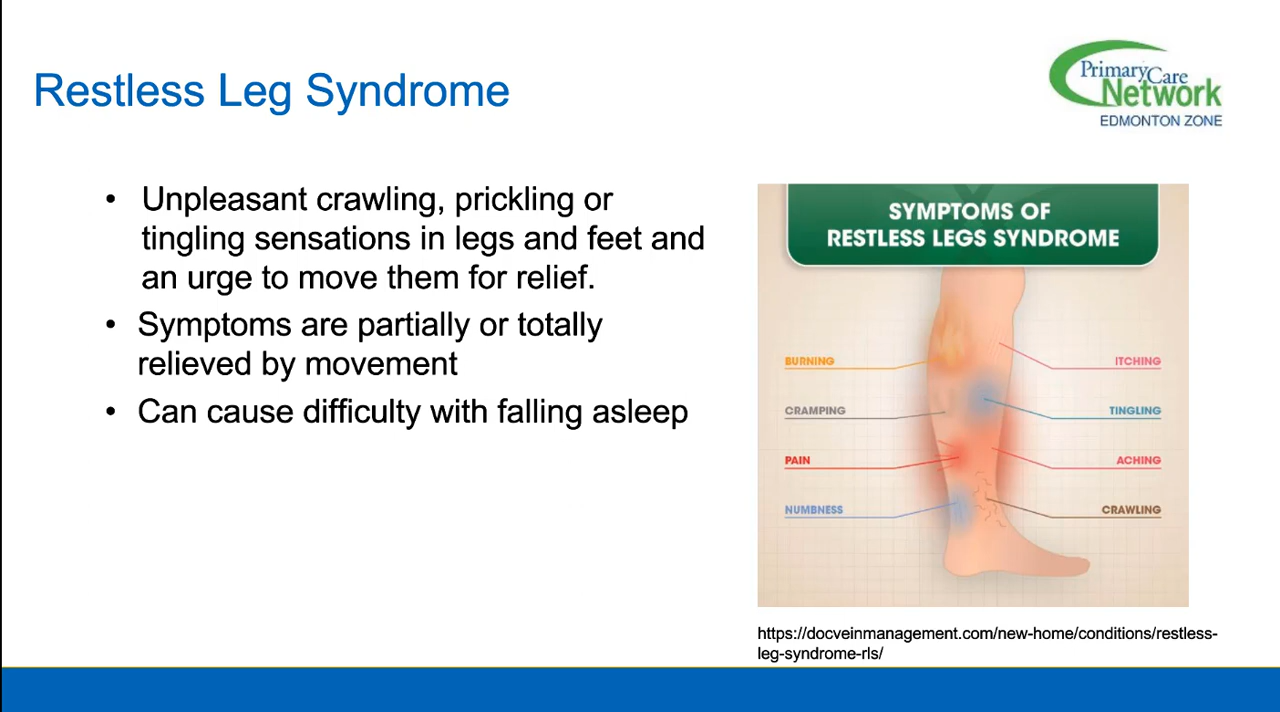 Restless Leg Syndrome
Primary Care
Network
EDMONTON ZONE
• Unpleasant crawling, prickling or
tingling sensations in legs and feet and
an urge to move them for relief.
• Symptoms are partially or totally
relieved by movement
• Can cause difficulty with falling asleep
SYMPTOMS OF
RESTLESS LEGS SYNDROME
BURNING
ITCHING
CRAMPING
TINGLING
PAIN
ACHING
NUMBNESS
CRAWLING
https://docveinmanagement.com/new-home/conditions/restless-
leg-syndrome-rls/